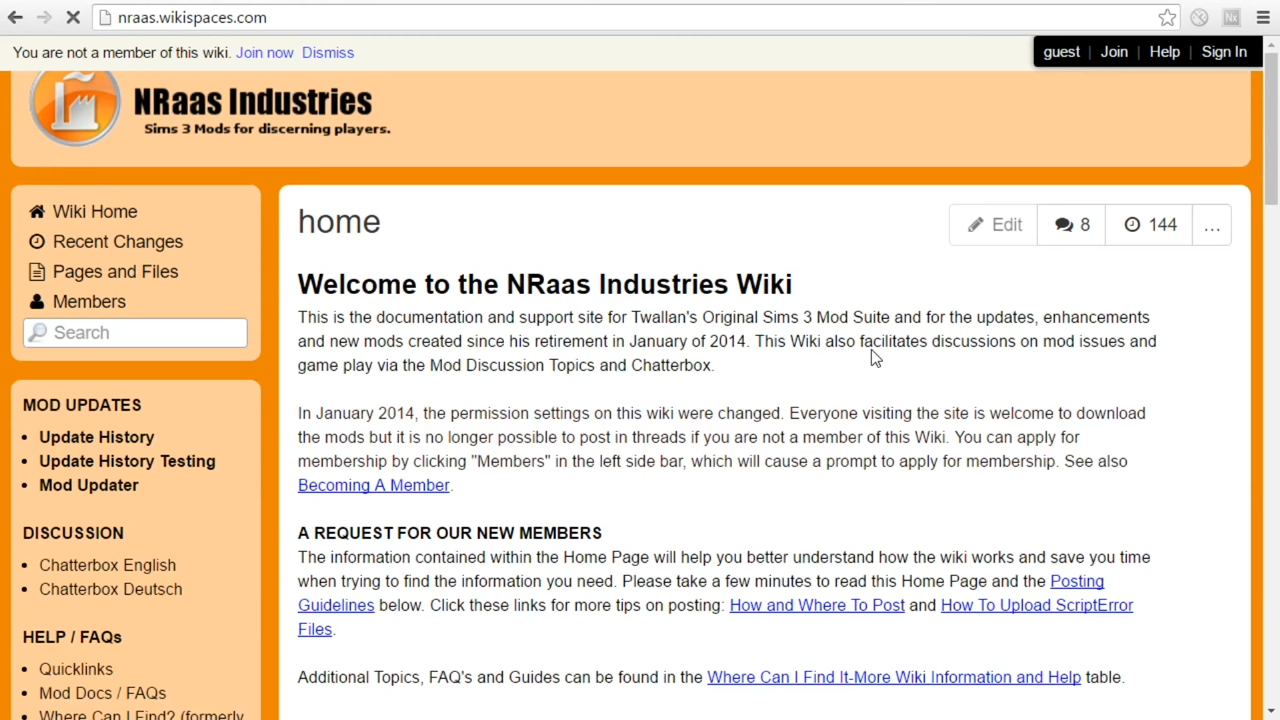 nraas.wikispaces.com
You are not a member of this wiki. Join now Dismiss
guest | Join | Help | Sign In
NRaas Industries
Sims 3 Mods for discerning players.
Wiki Home
Recent Changes
Pages and Files
Members
Search
MOD UPDATES
• Update History
• Update History Testing
• Mod Updater
DISCUSSION
• Chatterbox English
• Chatterbox Deutsch
HELP / FAQs
• Quicklinks
• Mod Docs / FAQs
• Where Can I Find? (formerly
home
Edit 8 144 ...
Welcome to the NRaas Industries Wiki
This is the documentation and support site for Twallan's Original Sims 3 Mod Suite and for the updates, enhancements
and new mods created since his retirement in January of 2014. This Wiki also facilitates discussions on mod issues and
game play via the Mod Discussion Topics and Chatterbox.
In January 2014, the permission settings on this wiki were changed. Everyone visiting the site is welcome to download
the mods but it is no longer possible to post in threads if you are not a member of this Wiki. You can apply for
membership by clicking "Members" in the left side bar, which will cause a prompt to apply for membership. See also
Becoming A Member.
A REQUEST FOR OUR NEW MEMBERS
The information contained within the Home Page will help you better understand how the wiki works and save you time
when trying to find the information you need. Please take a few minutes to read this Home Page and the Posting
Guidelines below. Click these links for more tips on posting: How and Where To Post and How To Upload ScriptError
Files.
Additional Topics, FAQ's and Guides can be found in the Where Can I Find It-More Wiki Information and Help table.